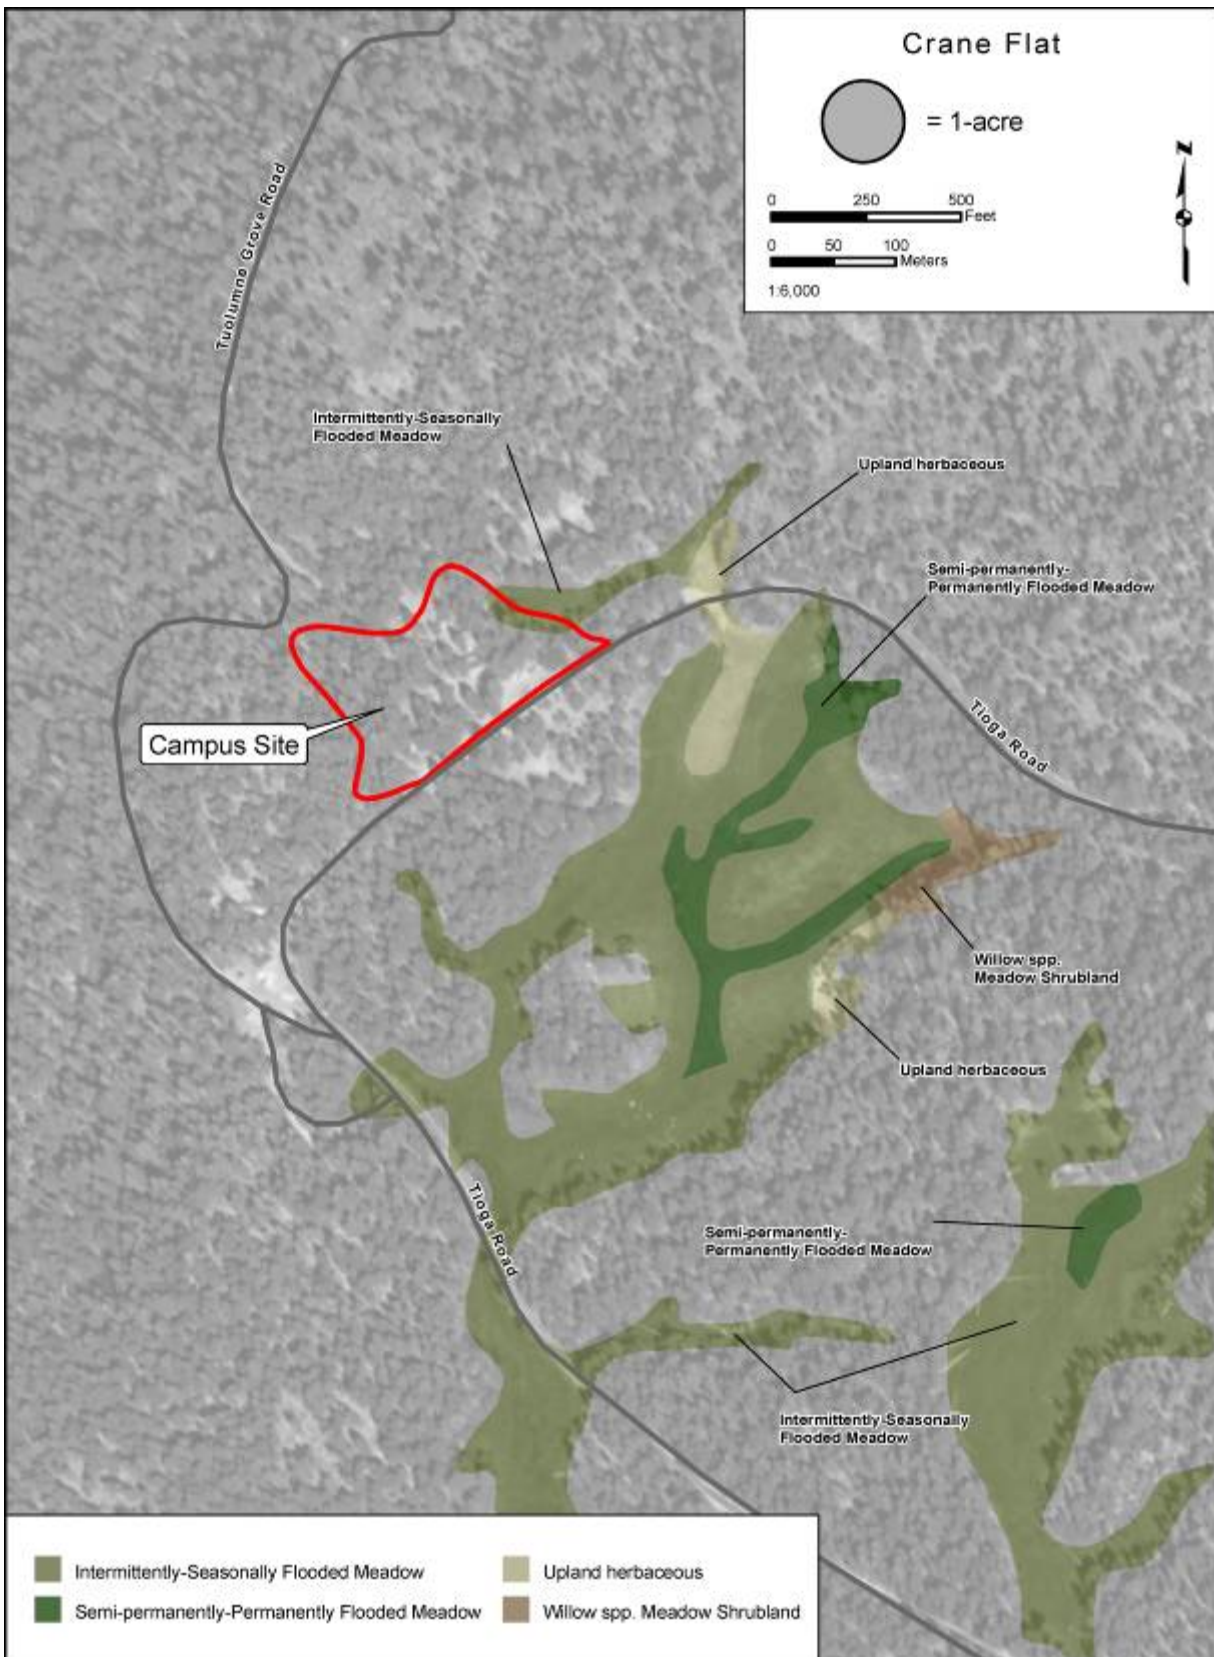 Crane Flat
= 1-acre
0 250 500
Feet
0 50 100
Meters
1:6,000
N
Tuolumne Grove Road
Intermittently-Seasonally
Flooded Meadow
Upland herbaceous
Semi-permanently-
Permanently Flooded Meadow
Campus Site
Tioga Road
Willow spp.
Meadow Shrubland
Upland herbaceous
Tioga Road
Semi-permanently-
Permanently Flooded Meadow
Intermittently-Seasonally
Flooded Meadow
Intermittently-Seasonally Flooded Meadow
Upland herbaceous
Semi-permanently-Permanently Flooded Meadow
Willow spp. Meadow Shrubland